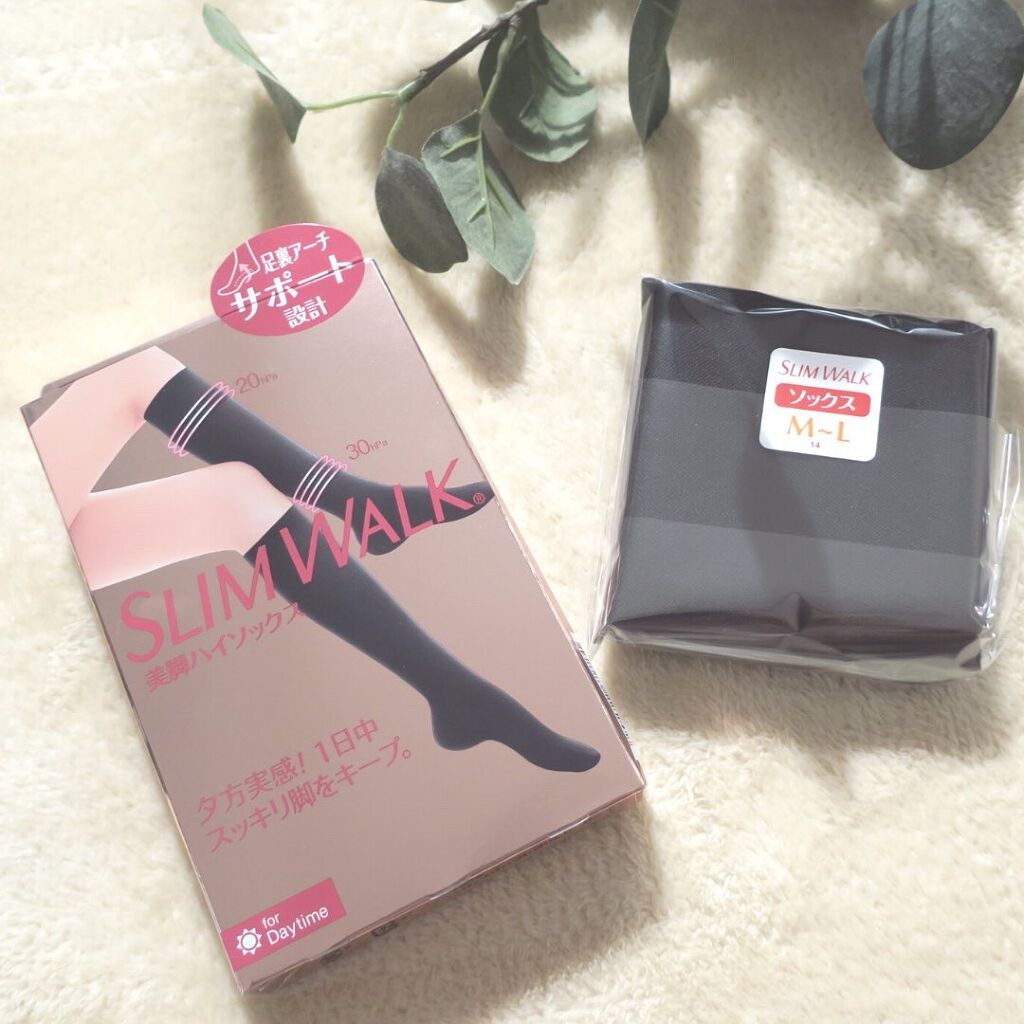 足裏アーチ
サポート
設計
20hPa
30hPa
SLIM WALK®
美脚ハイソックス
夕方実感！1日中
スッキリ脚をキープ。
for
Daytime
SLIM WALK
ソックス
M~L
14